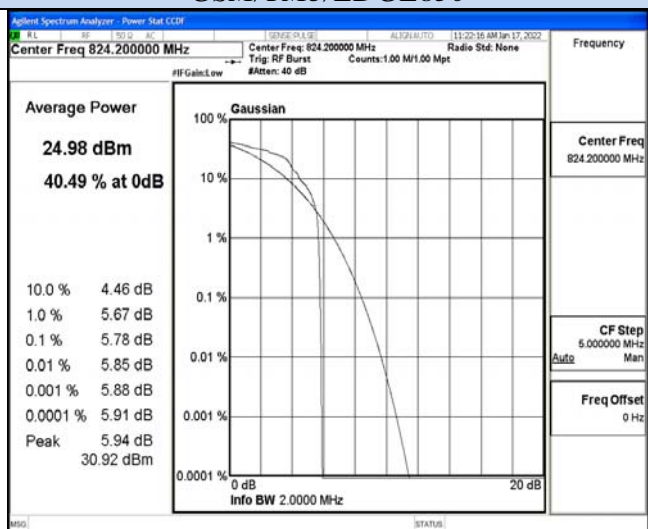 Agilent Spectrum Analyzer - Power Stat CCDF
RL RF 50 Ω AC SENSE:PULSE ALIGN AUTO 11:22:16 AM Jan 17, 2022
Center Freq 824.200000 MHz
Center Freq: 824.200000 MHz Radio Std: None
Trig: RF Burst Counts:1.00 M/1.00 Mpt
#IFGain:Low #Atten: 40 dB
Frequency
Average Power
24.98 dBm
40.49 % at 0dB
10.0 % 4.46 dB
1.0 % 5.67 dB
0.1 % 5.78 dB
0.01 % 5.85 dB
0.001 % 5.88 dB
0.0001 % 5.91 dB
Peak 5.94 dB
30.92 dBm
Gaussian
100 %
10 %
1 %
0.1 %
0.01 %
0.001 %
0.0001 %
0 dB 20 dB
Info BW 2.0000 MHz
Center Freq
824.200000 MHz
CF Step
5.000000 MHz
Auto Man
Freq Offset
0 Hz
MSG STATUS